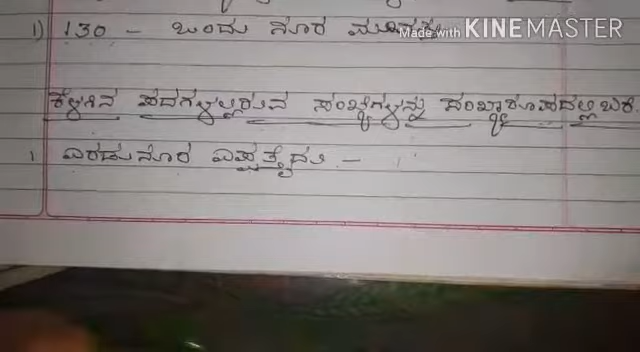 1) 130 - ಒಂದು ನೂರ ಮೂವತ್ತು
Made with KINEMASTER
ಕೆಳಗಿನ ಪದಗಳಲ್ಲಿರುವ ಸಂಖ್ಯೆಗಳನ್ನು ಸಂಖ್ಯಾರೂಪದಲ್ಲಿ ಬರೆ
1 ಎರಡುನೂರ ಎಪ್ಪತ್ತೈದು -